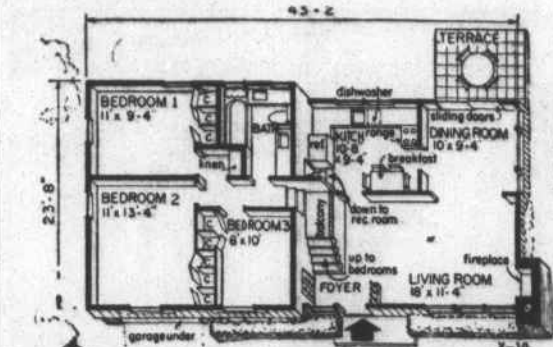 43-2
TERRACE
dishwasher
sliding doors
BEDROOM 1
11' x 9'-4"
C
C
C
BATH
ref.
KITCH
10-8
x 9'-4"
range
DINING ROOM
10' x 9'-4"
linen
breakfast
23'-8"
BEDROOM 2
11' x 13'-4"
down to
rec. room
balcony
C
C
C
C
BEDROOM 3
8' x 10'
up to
bedrooms
fireplace
FOYER
LIVING ROOM
18' x 11'-4"
garage under